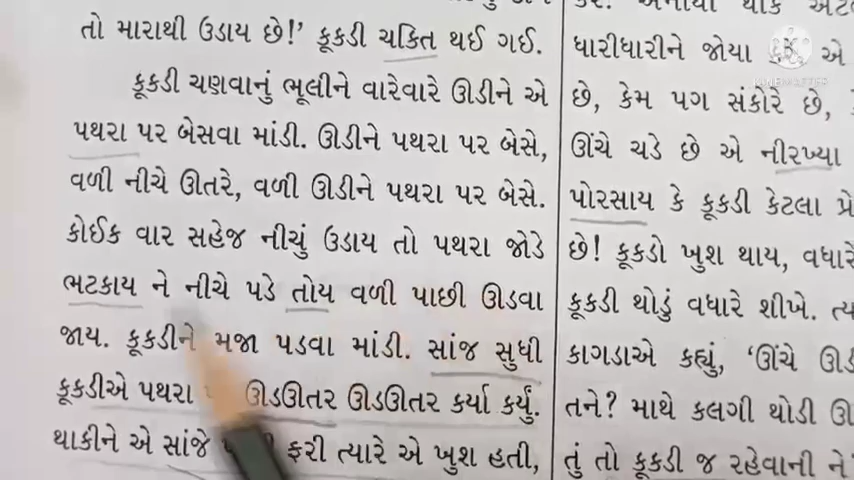 તો મારાથી ઉડાય છે!’ કૂકડી ચકિત થઈ ગઈ.
કૂકડી ચણવાનું ભૂલીને વારેવારે ઊડીને એ
પથરા પર બેસવા માંડી. ઊડીને પથરા પર બેસે,
વળી નીચે ઊતરે, વળી ઊડીને પથરા પર બેસે.
કોઈક વાર સહેજ નીચું ઉડાય તો પથરા જોડે
ભટકાય ને નીચે પડે તોય વળી પાછી ઊડવા
જાય. કૂકડીને મજા પડવા માંડી. સાંજ સુધી
કૂકડીએ પથરા ઊડઊતર ઊડઊતર કર્યા કર્યું.
થાકીને એ સાંજે ફરી ત્યારે એ ખુશ હતી,
ધારીધારીને જોયા એ
છે, કેમ પગ સંકોરે છે,
ઊંચે ચડે છે એ નીરખ્યા
પોરસાય કે કૂકડી કેટલા
છે! કૂકડો ખુશ થાય, વધારે
કૂકડી થોડું વધારે શીખે.
કાગડાએ કહ્યું, ‘ઊંચે
તને? માથે કલગી થોડી
તું તો કૂકડી જ રહેવાની ને